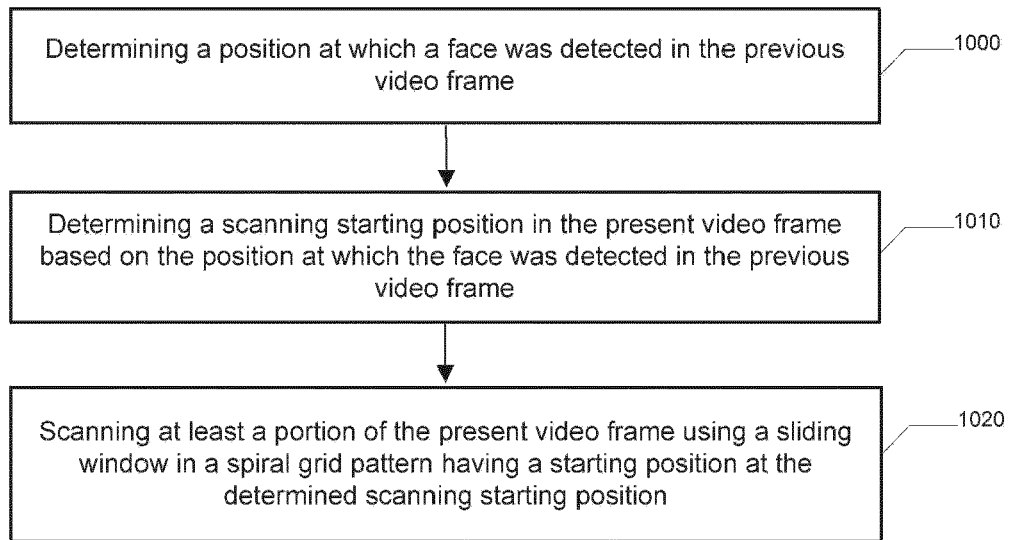 Determining a position at which a face was detected in the previous
video frame
1000
Determining a scanning starting position in the present video frame
based on the position at which the face was detected in the previous
video frame
1010
Scanning at least a portion of the present video frame using a sliding
window in a spiral grid pattern having a starting position at the
determined scanning starting position
1020